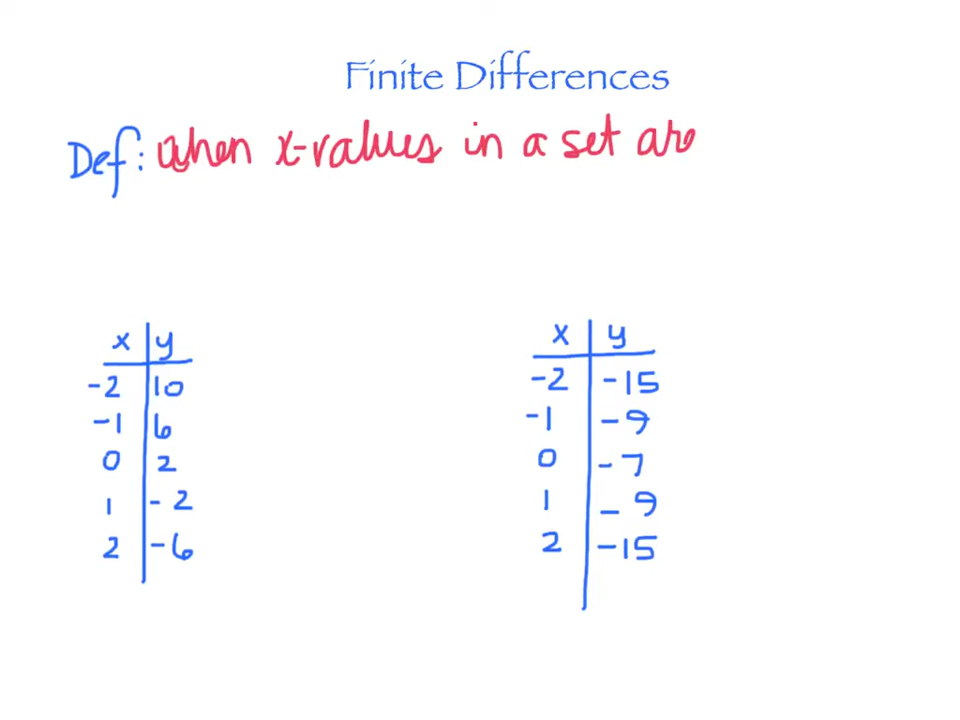 Finite Differences
Def: when x-values in a set are
x y
-2 10
-1 6
0 2
1 -2
2 -6
x y
-2 -15
-1 -9
0 -7
1 -9
2 -15